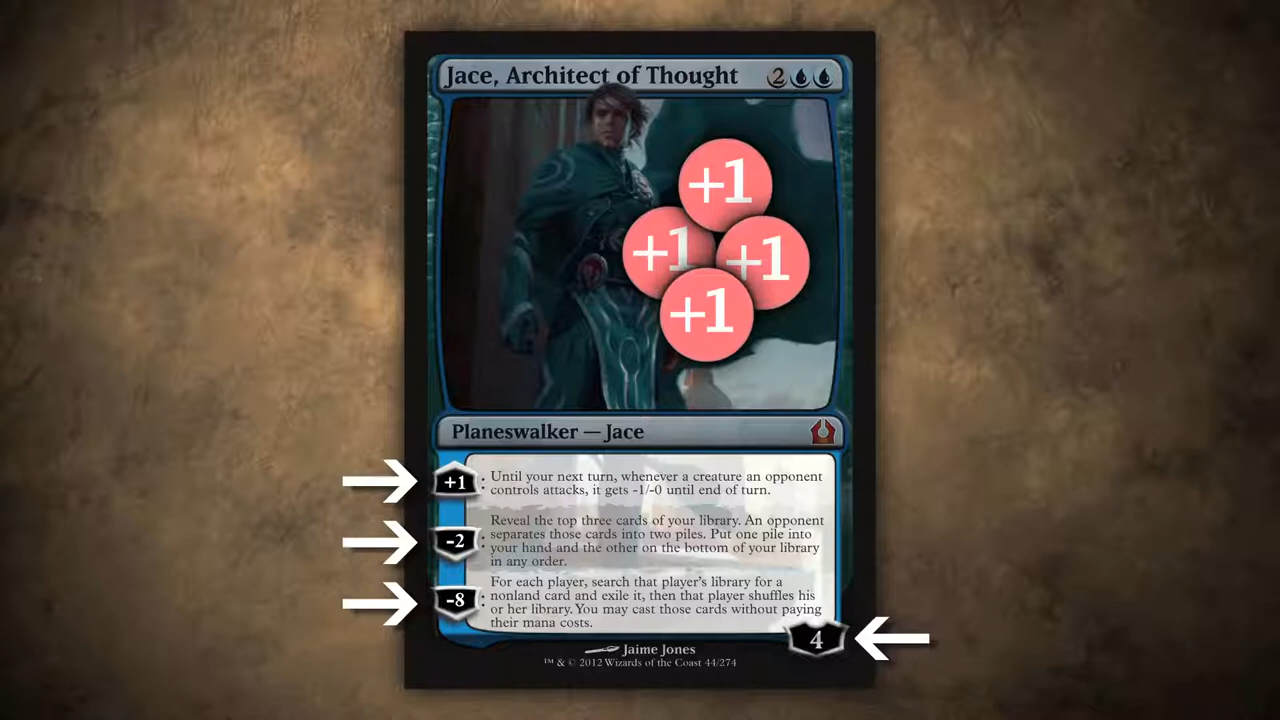 Jace, Architect of Thought 2
+1
+1 +1
+1
Planeswalker — Jace
+1 : Until your next turn, whenever a creature an opponent
controls attacks, it gets -1/-0 until end of turn.
-2 : Reveal the top three cards of your library. An opponent
separates those cards into two piles. Put one pile into
your hand and the other on the bottom of your library
in any order.
-8 : For each player, search that player's library for a
nonland card and exile it, then that player shuffles his
or her library. You may cast those cards without paying
their mana costs.
4
Jaime Jones
™ & © 2012 Wizards of the Coast 44/274